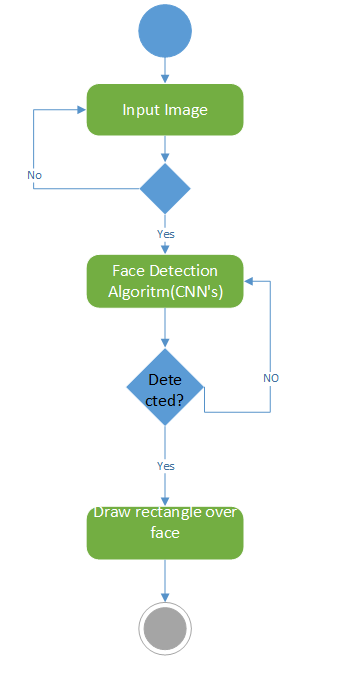 Input Image
No
Yes
Face Detection
Algoritm(CNN's)
Dete
cted?
NO
Yes
Draw rectangle over
face